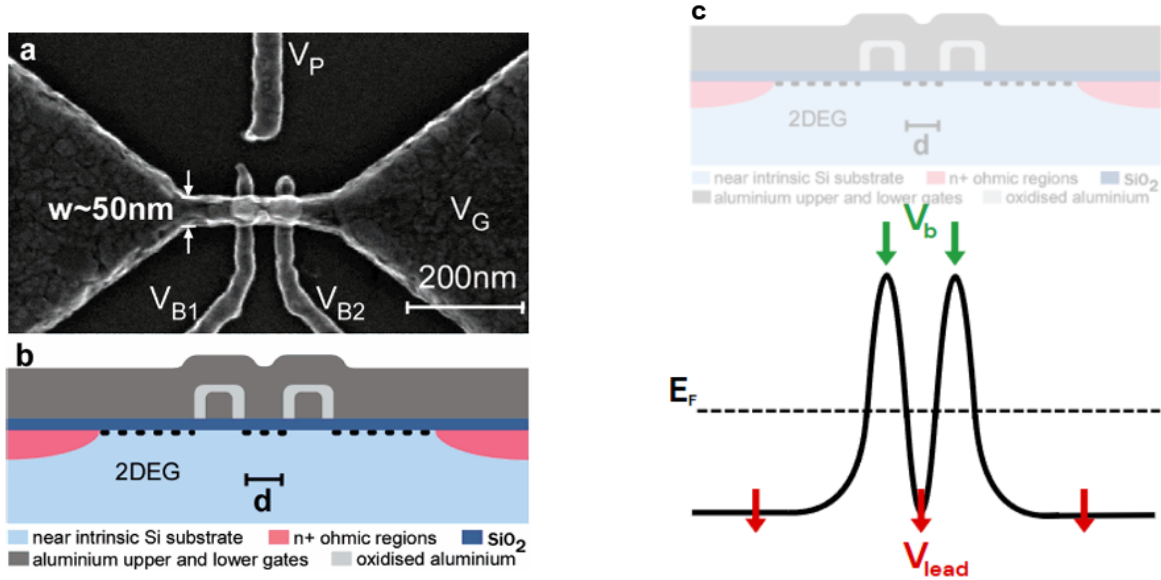 a
V_P
w~50nm
V_G
200nm
V_B1
V_B2
b
2DEG
d
near intrinsic Si substrate
n+ ohmic regions
SiO₂
aluminium upper and lower gates
oxidised aluminium
c
2DEG
d
near intrinsic Si substrate
n+ ohmic regions
SiO₂
aluminium upper and lower gates
oxidised aluminium
V_b
E_F
V_lead